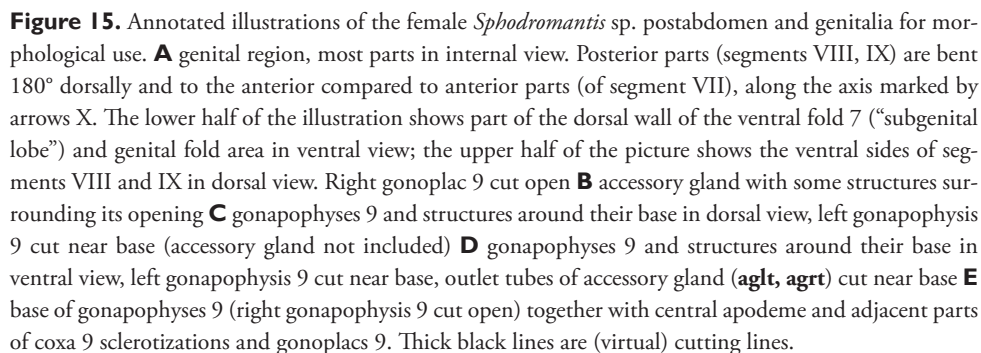 Figure 15. Annotated illustrations of the female Sphodromantis sp. postabdomen and genitalia for mor-
phological use. A genital region, most parts in internal view. Posterior parts (segments VIII, IX) are bent
180° dorsally and to the anterior compared to anterior parts (of segment VII), along the axis marked by
arrows X. The lower half of the illustration shows part of the dorsal wall of the ventral fold 7 (“subgenital
lobe”) and genital fold area in ventral view; the upper half of the picture shows the ventral sides of seg-
ments VIII and IX in dorsal view. Right gonoplac 9 cut open B accessory gland with some structures sur-
rounding its opening C gonapophyses 9 and structures around their base in dorsal view, left gonapophysis
9 cut near base (accessory gland not included) D gonapophyses 9 and structures around their base in
ventral view, left gonapophysis 9 cut near base, outlet tubes of accessory gland (aglt, agrt) cut near base E
base of gonapophyses 9 (right gonapophysis 9 cut open) together with central apodeme and adjacent parts
of coxa 9 sclerotizations and gonoplacs 9. Thick black lines are (virtual) cutting lines.